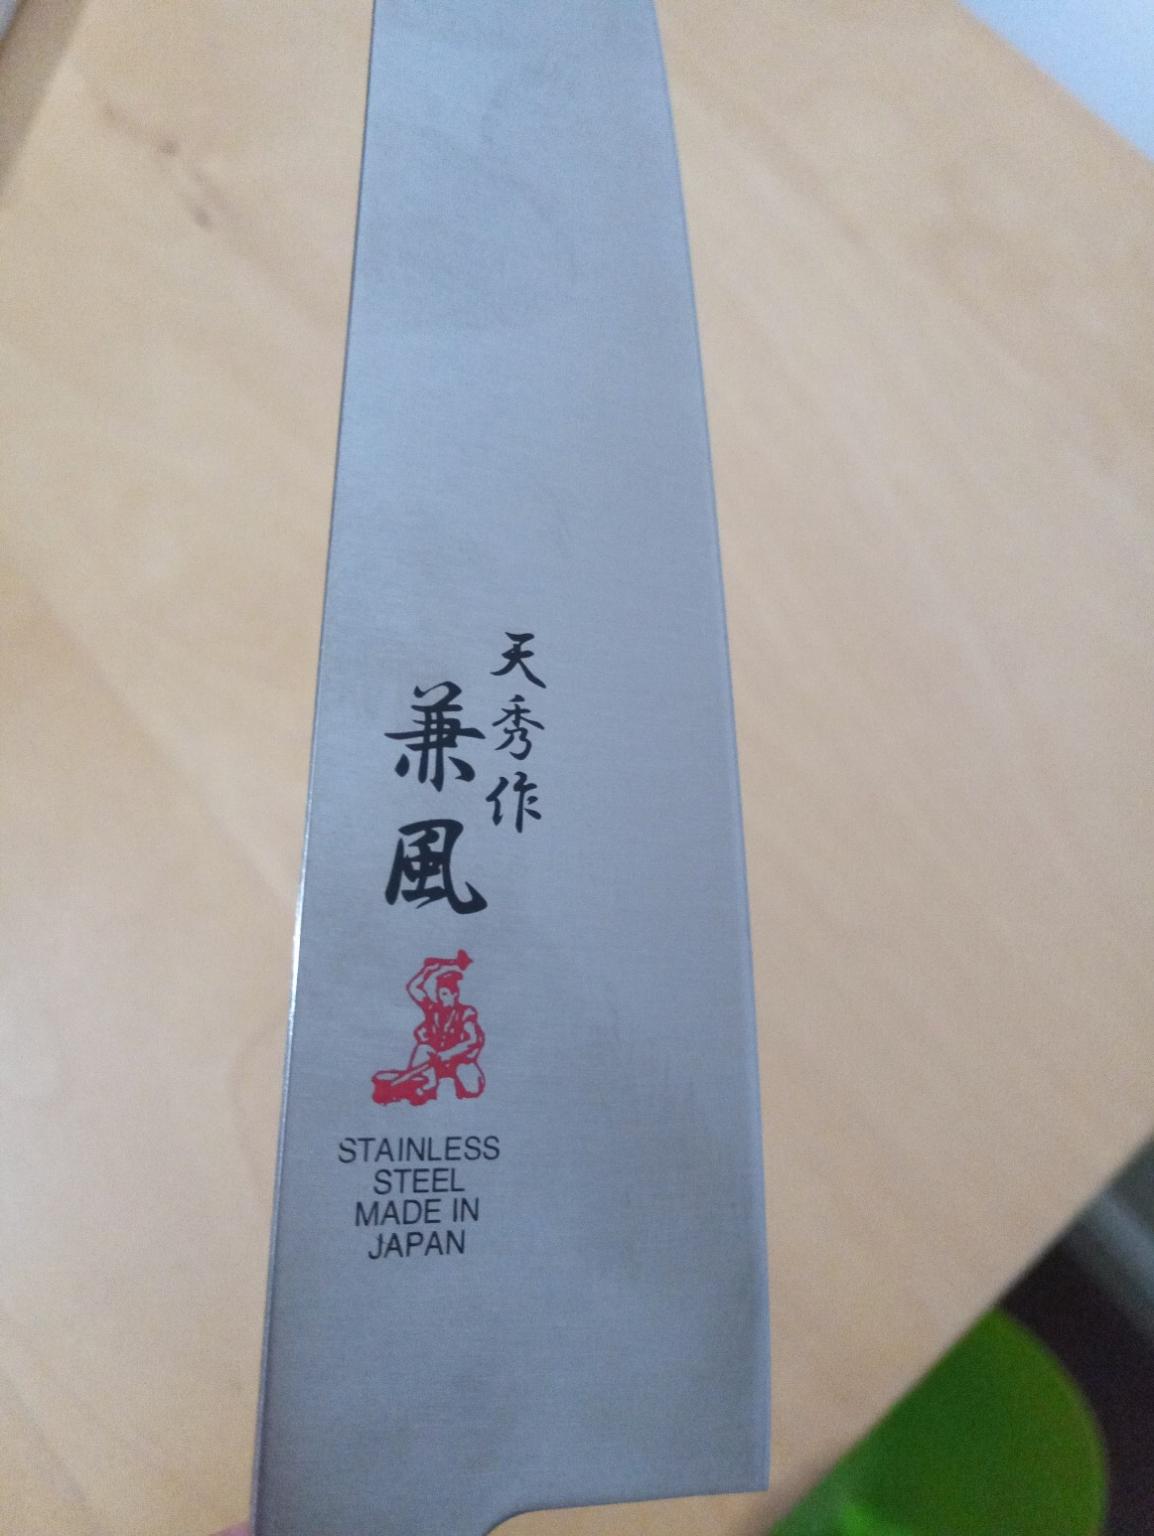 天秀作
兼風
STAINLESS
STEEL
MADE IN
JAPAN